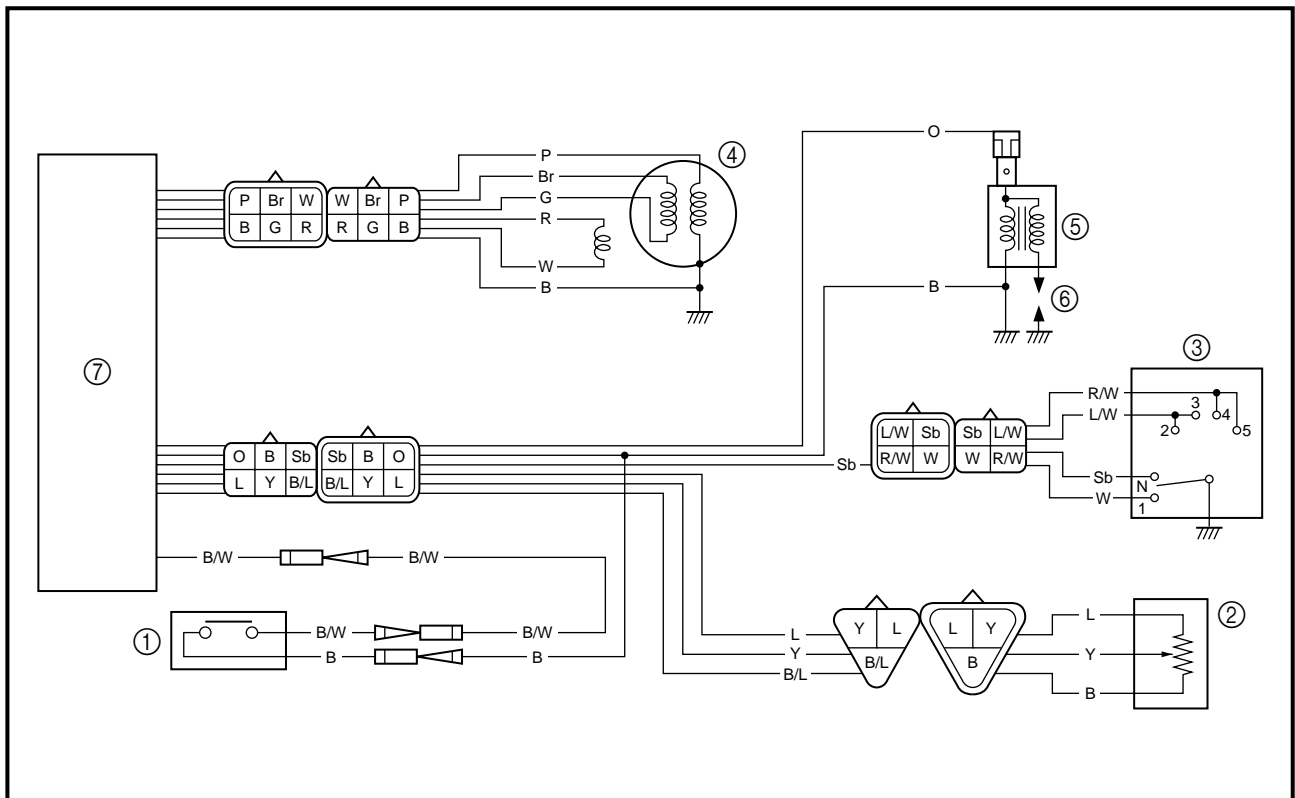 O
P
④
Br
P Br W
W Br P
G
R
⑤
B G R
R G B
W
B
B
⑥
③
⑦
R/W
3
L/W
4
L/W Sb
Sb L/W
2
5
O B Sb
Sb B O
R/W W
W R/W
Sb
Sb
L Y B/L
B/L Y L
N
W
1
B/W
B/W
①
B/W
B/W
B
B
L
Y L
L Y
L
②
Y
B/L
B
Y
B/L
B